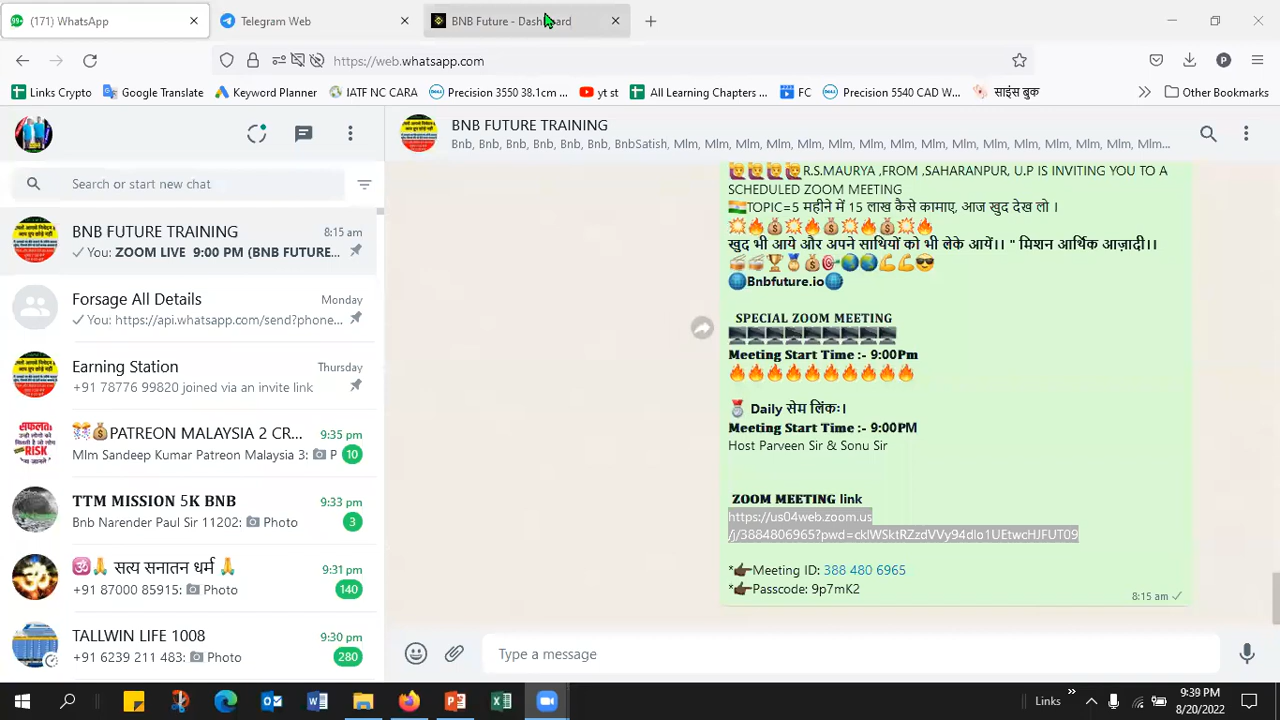 (171) WhatsApp
Telegram Web
BNB Future - Dashboard
https://web.whatsapp.com
Links Crypto
Google Translate
Keyword Planner
IATF NC CARA
Precision 3550 38.1cm ...
yt st
All Learning Chapters ...
FC
Precision 5540 CAD W...
साइंस बुक
Other Bookmarks
BNB FUTURE TRAINING
Bnb, Bnb, Bnb, Bnb, Bnb, Bnb, BnbSatish, Mlm, Mlm, Mlm, Mlm, Mlm, Mlm, Mlm, Mlm, Mlm, Mlm, Mlm, Mlm...
Search or start new chat
BNB FUTURE TRAINING
8:15 am
You: ZOOM LIVE 9:00 PM (BNB FUTURE...
Forsage All Details
Monday
You: https://api.whatsapp.com/send?phone...
Earning Station
Thursday
+91 78776 99820 joined via an invite link
PATREON MALAYSIA 2 CR...
9:35 pm
Mlm Sandeep Kumar Patreon Malaysia 3: P
10
TTM MISSION 5K BNB
9:33 pm
Bnb Narender Paul Sir 11202: Photo
3
सत्य सनातन धर्म
9:31 pm
+91 87000 85915: Photo
140
TALLWIN LIFE 1008
9:30 pm
+91 6239 211 483: Photo
280
R.S.MAURYA ,FROM ,SAHARANPUR, U.P IS INVITING YOU TO A
SCHEDULED ZOOM MEETING
TOPIC=5 महीने में 15 लाख कैसे कामाए, आज खुद देख लो ।
खुद भी आये और अपने साथियों को भी लेके आयें।। " मिशन आर्थिक आज़ादी।।
Bnbfuture.io
SPECIAL ZOOM MEETING
Meeting Start Time :- 9:00Pm
Daily सेम लिंकः।
Meeting Start Time :- 9:00PM
Host Parveen Sir & Sonu Sir
ZOOM MEETING link
https://us04web.zoom.us
/j/3884806965?pwd=cklWSktRZzdVVy94dlo1UEtwcHJFUT09
*Meeting ID: 388 480 6965
*Passcode: 9p7mK2
8:15 am
Type a message
Links
9:39 PM
8/20/2022